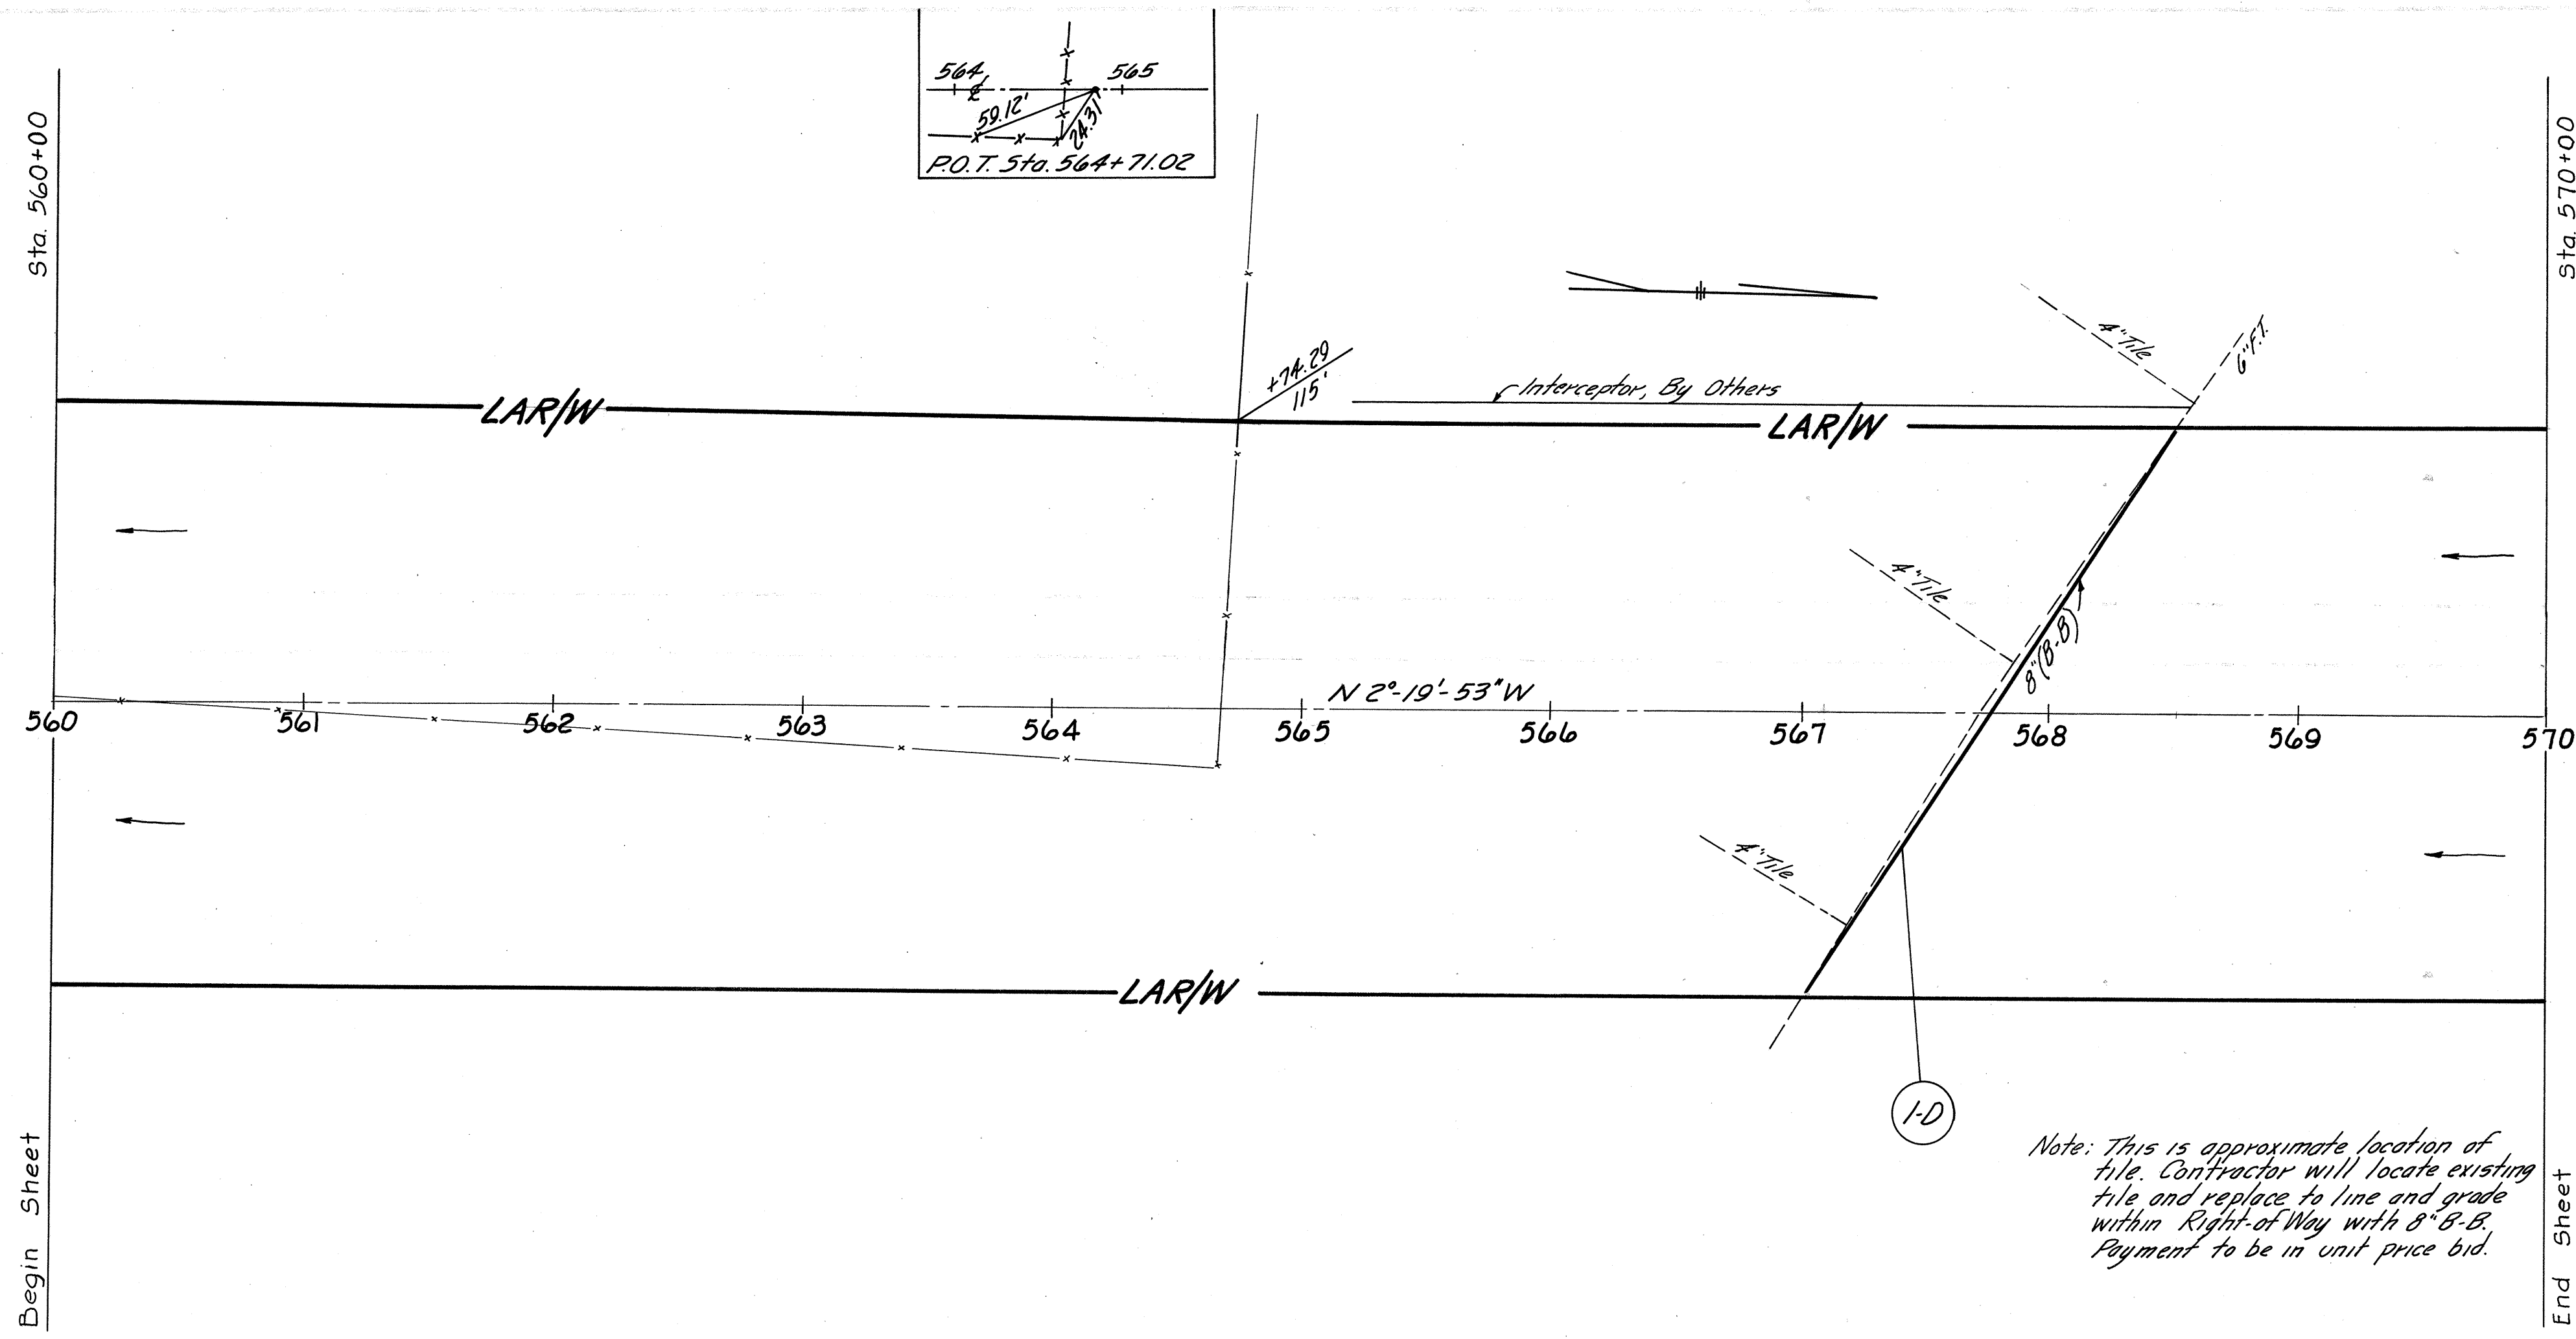 564
℄
565
59.12'
24.31
P.O.T. Sta. 564+71.02
Sta. 560+00
Sta. 570+00
4"Tile
6"F.T.
+74.29
115'
Interceptor, By Others
LAR/W
LAR/W
4"Tile
8"(B-B)
N 2°-19'-53"W
560
561
562
563
564
565
566
567
568
569
570
4"Tile
LAR/W
1-D
Note: This is approximate location of
tile. Contractor will locate existing
tile and replace to line and grade
within Right-of Way with 8" B-B.
Payment to be in unit price bid.
Begin Sheet
End Sheet